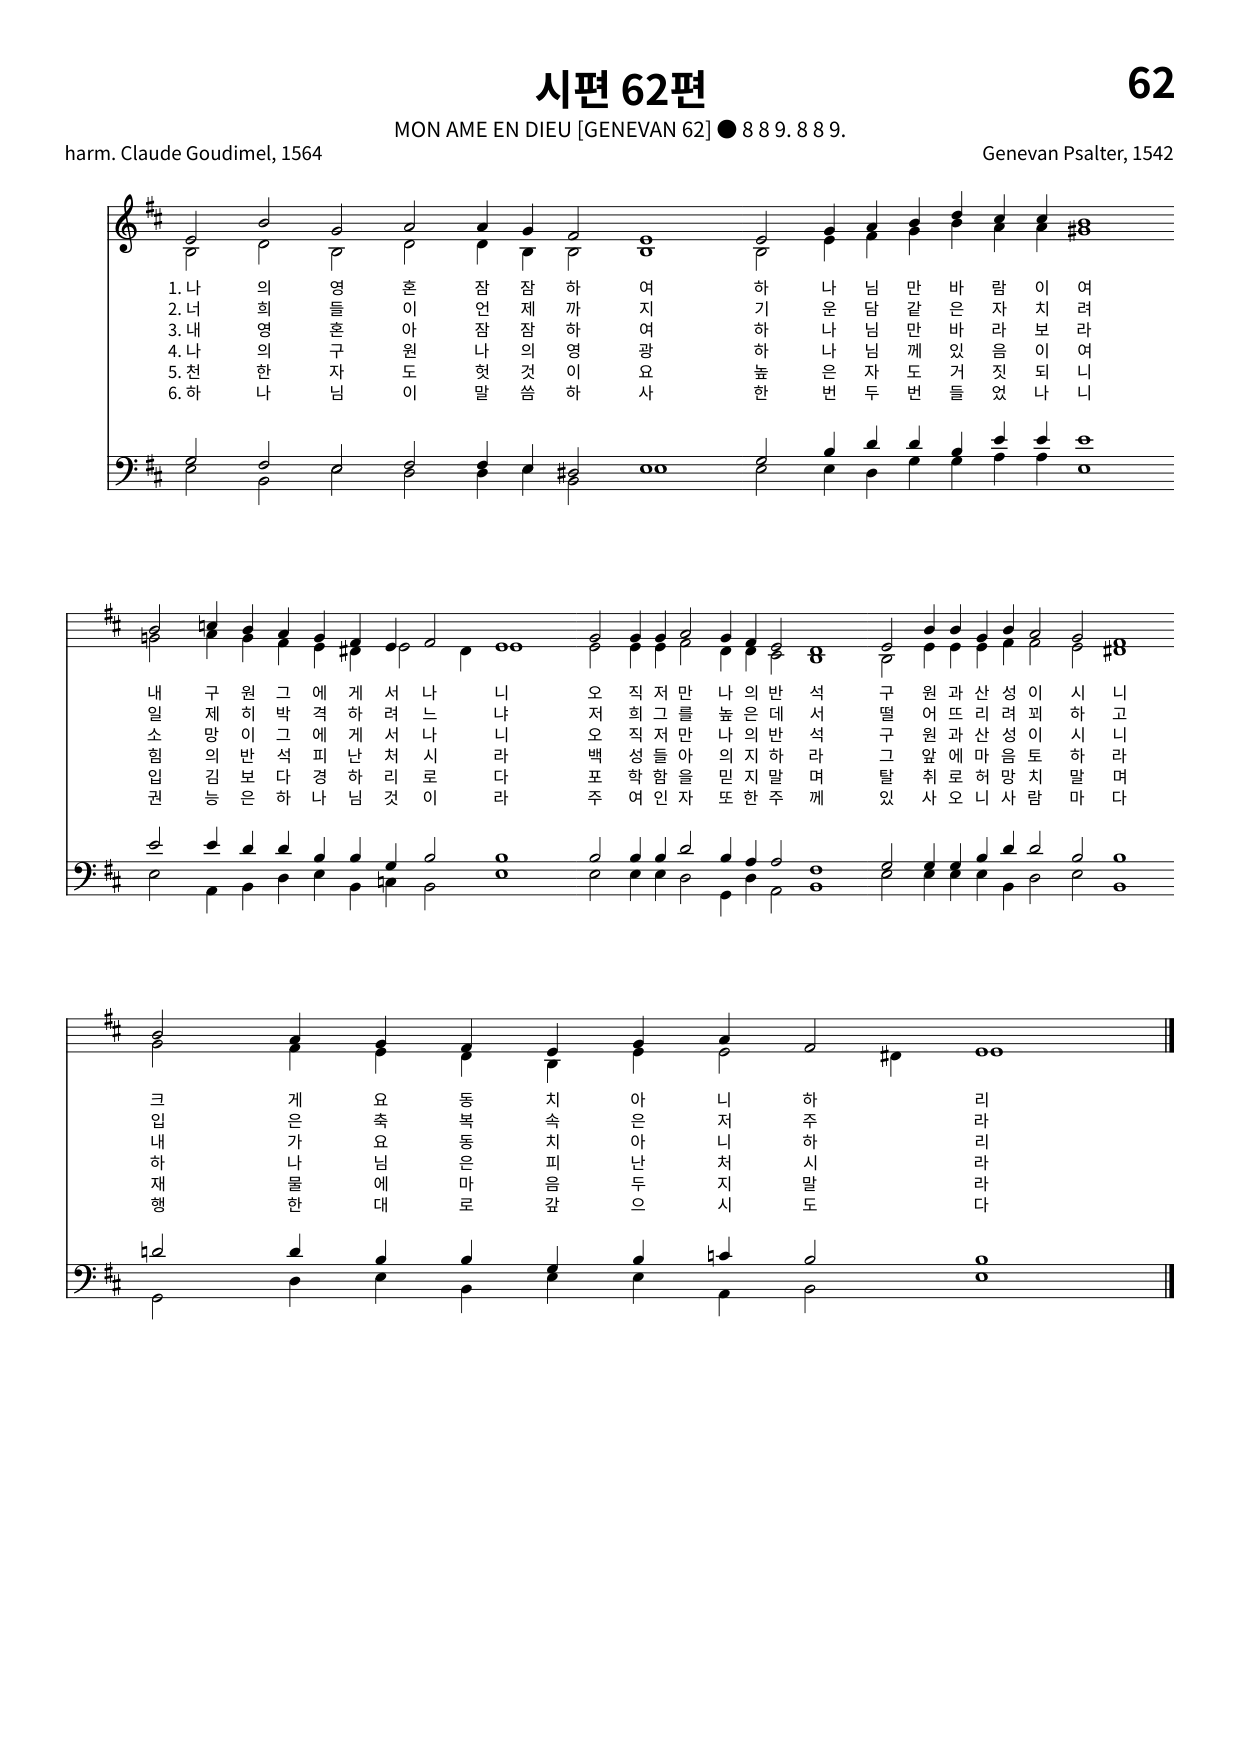 시편 62편
62
MON AME EN DIEU [GENEVAN 62] ● 8 8 9. 8 8 9.
harm. Claude Goudimel, 1564
Genevan Psalter, 1542
1. 나 의 영 혼 잠 잠 하 여 하 나 님 만 바 람 이 여
2. 너 희 들 이 언 제 까 지 기 운 담 같 은 자 치 려
3. 내 영 혼 아 잠 잠 하 여 하 나 님 만 바 라 보 라
4. 나 의 구 원 나 의 영 광 하 나 님 께 있 음 이 여
5. 천 한 자 도 헛 것 이 요 높 은 자 도 거 짓 되 니
6. 하 나 님 이 말 씀 하 사 한 번 두 번 들 었 나 니
내 구 원 그 에 게 서 나 니 오 직 저 만 나 의 반 석 구 원 과 산 성 이 시 니
일 제 히 박 격 하 려 느 냐 저 희 그 를 높 은 데 서 떨 어 뜨 리 려 꾀 하 고
소 망 이 그 에 게 서 나 니 오 직 저 만 나 의 반 석 구 원 과 산 성 이 시 니
힘 의 반 석 피 난 처 시 라 백 성 들 아 의 지 하 라 그 앞 에 마 음 토 하 라
입 김 보 다 경 하 리 로 다 포 학 함 을 믿 지 말 며 탈 취 로 허 망 치 말 며
권 능 은 하 나 님 것 이 라 주 여 인 자 또 한 주 께 있 사 오 니 사 람 마 다
크 게 요 동 치 아 니 하 리
입 은 축 복 속 은 저 주 라
내 가 요 동 치 아 니 하 리
하 나 님 은 피 난 처 시 라
재 물 에 마 음 두 지 말 라
행 한 대 로 갚 으 시 도 다